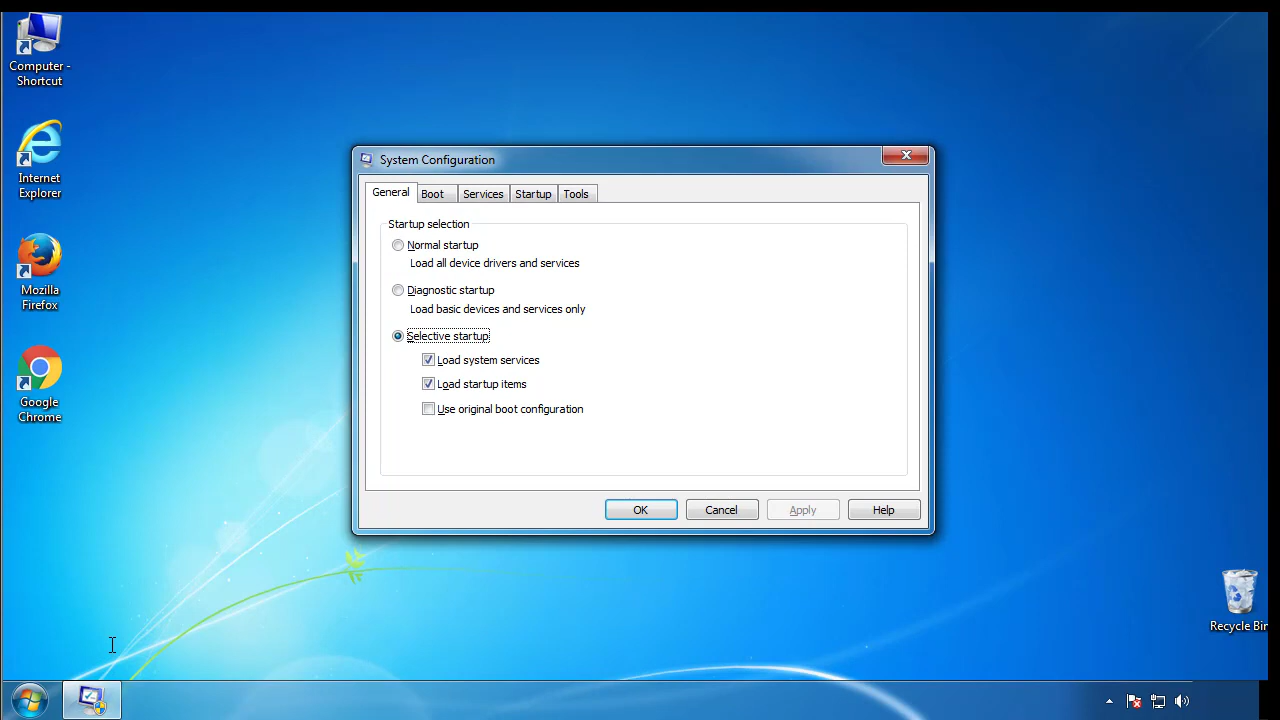 Computer -
Shortcut
Internet
Explorer
Mozilla
Firefox
Google
Chrome
System Configuration
General
Boot
Services
Startup
Tools
Startup selection
Normal startup
Load all device drivers and services
Diagnostic startup
Load basic devices and services only
Selective startup
Load system services
Load startup items
Use original boot configuration
OK
Cancel
Apply
Help
Recycle Bin